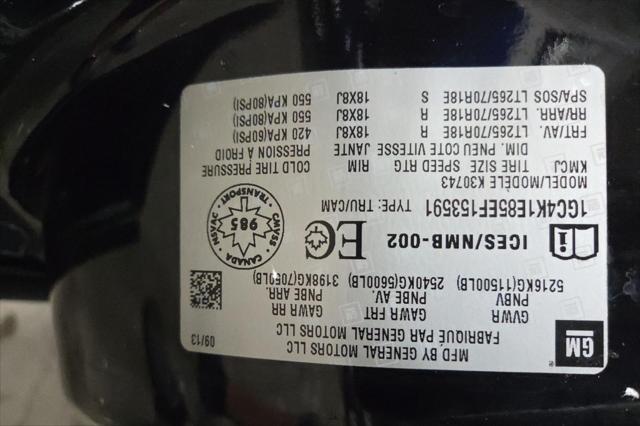 GM
MFD BY GENERAL MOTORS LLC
FABRIQUÉ PAR GENERAL MOTORS LLC
09/13
GVWR GAWR FRT GAWR RR
PNBV PNBE AV. PNBE ARR.
5216KG(11500LB) 2540KG(5600LB) 3198KG(7050LB)
ICES/NMB-002 EC
TRANSPORT CMVSS CANADA NSVAC 985
1GC4K1E85EF153591 TYPE: TRU/CAM
MODEL/MODÈLE K30743
KMCJ TIRE SIZE SPEED RTG RIM COLD TIRE PRESSURE
DIM. PNEU COTE VITESSE JANTE PRESSION À FROID
FRT/AV. LT265/70R18E R 18X8J 420 KPA(60PSI)
RR/ARR. LT265/70R18E R 18X8J 550 KPA(80PSI)
SPA/SOS LT265/70R18E S 18X8J 550 KPA(80PSI)